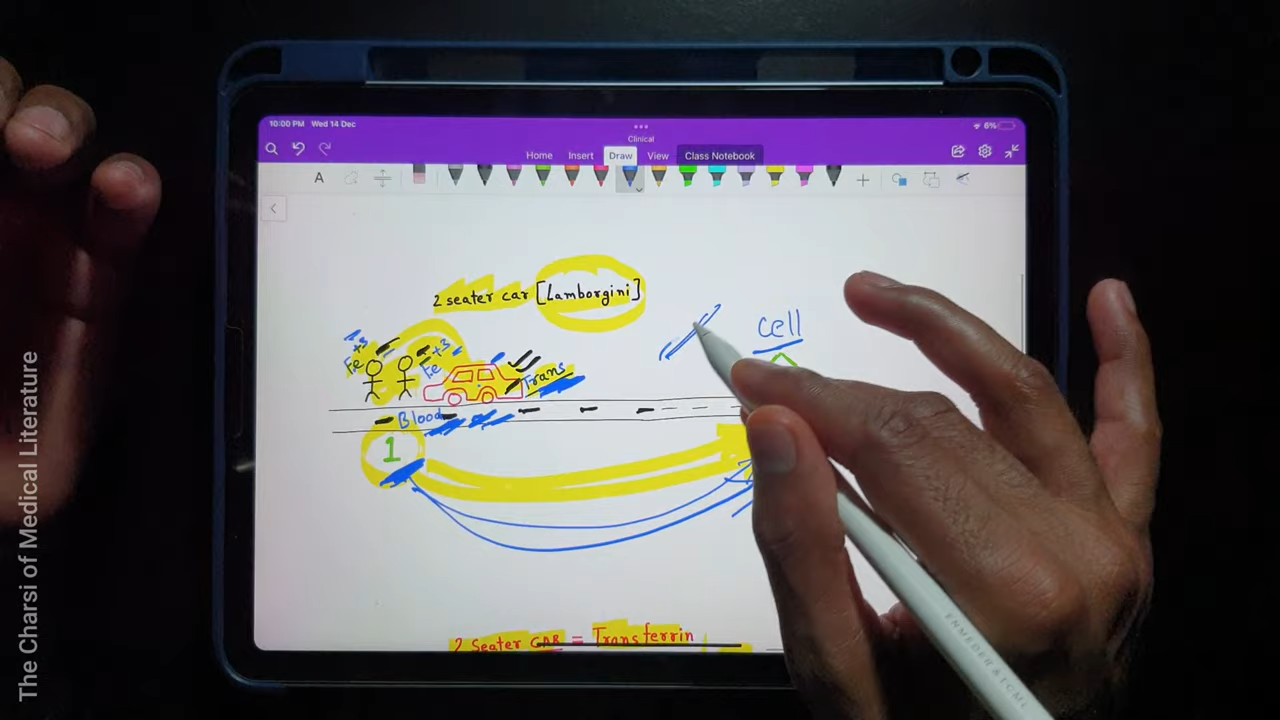 The Charsi of Medical Literature
10:00 PM Wed 14 Dec
6%
Clinical
Home Insert Draw View Class Notebook
A
2 seater car [Lamborgini]
cell
Fe+3
Fe+3
Trans
Blood
1
2 Seater CAR = Transferrin